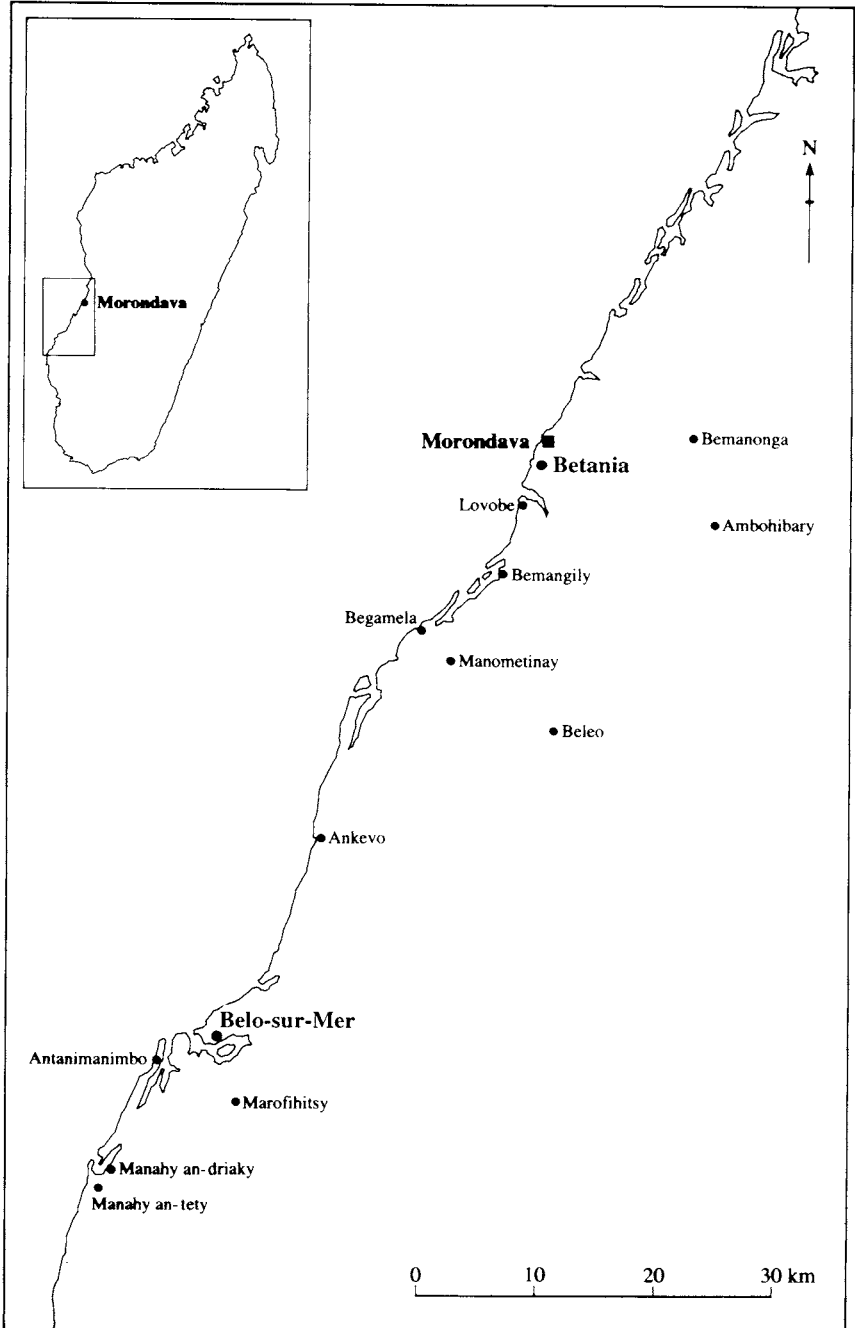 Morondava
N
Morondava
Bemanonga
Betania
Lovobe
Ambohibary
Bemangily
Begamela
Manometinay
Beleo
Ankevo
Belo-sur-Mer
Antanimanimbo
Marofihitsy
Manahy an-driaky
Manahy an-tety
0 10 20 30 km